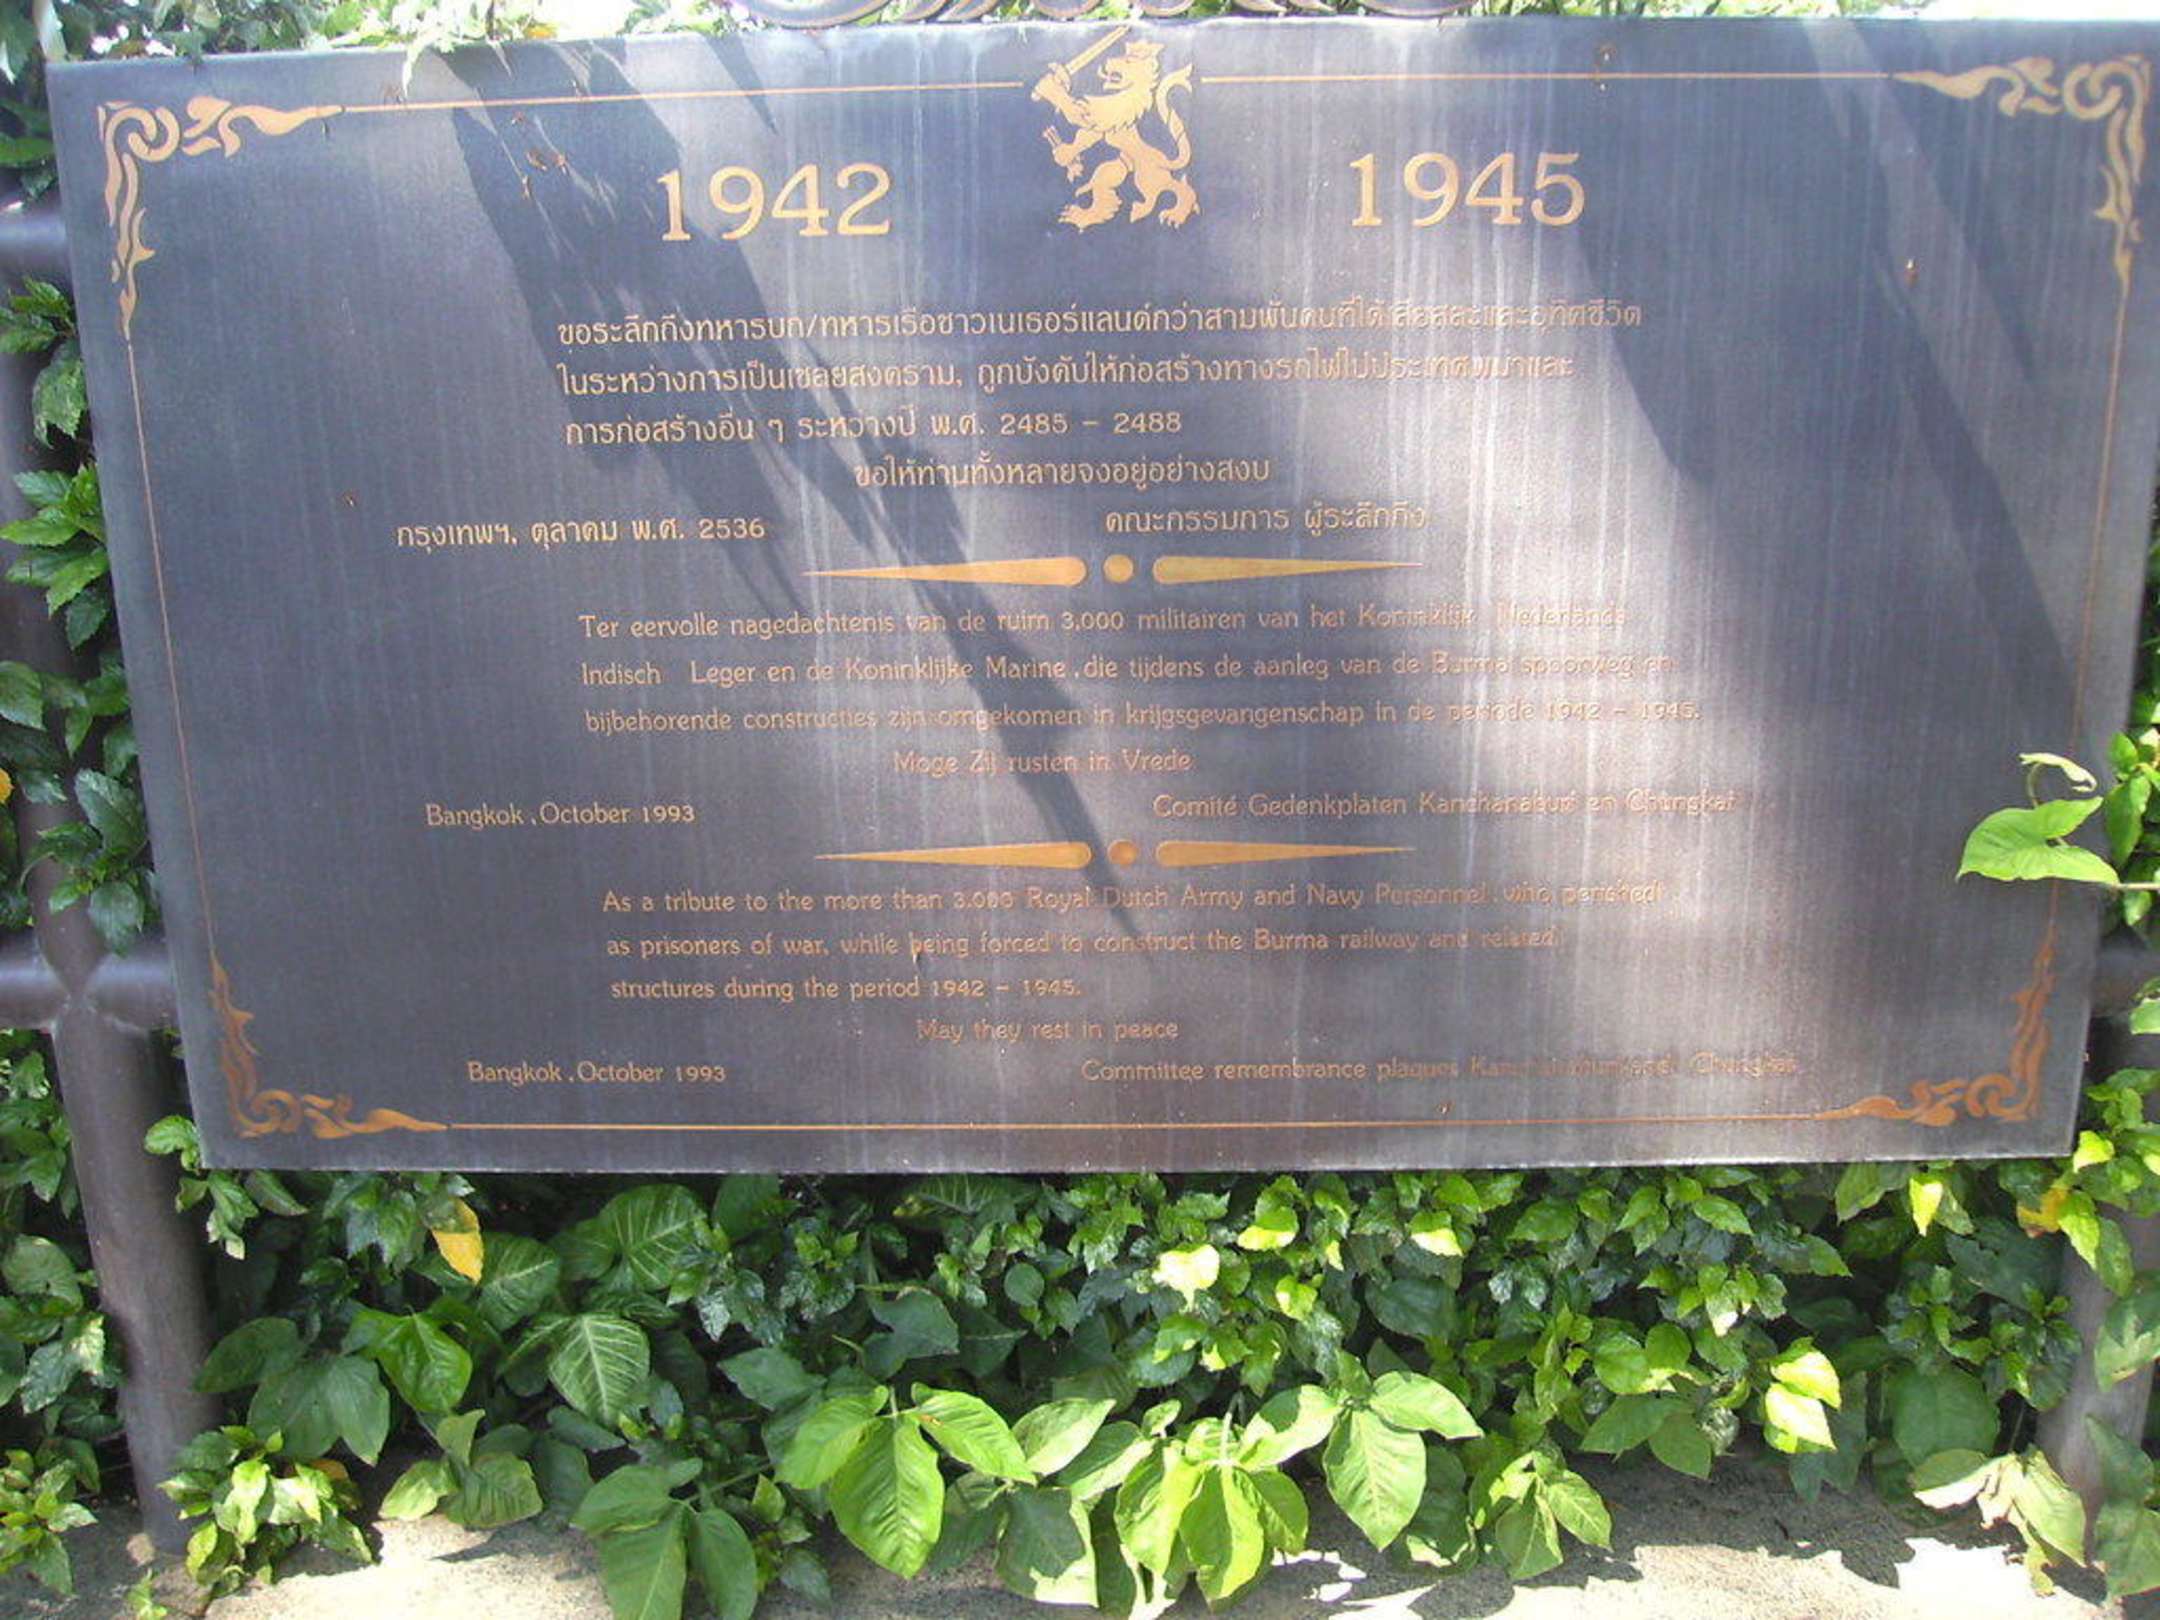 1942 1945
ขอระลึกถึงทหารบก/ทหารเรือชาวเนเธอร์แลนด์กว่าสามพันคนที่ได้เสียสละและอุทิศชีวิต
ในระหว่างการเป็นเชลยสงคราม, ถูกบังคับให้ก่อสร้างทางรถไฟไปประเทศพม่าและ
การก่อสร้างอื่น ๆ ระหว่างปี พ.ศ. 2485 - 2488
ขอให้ท่านทั้งหลายจงอยู่อย่างสงบ
กรุงเทพฯ, ตุลาคม พ.ศ. 2536 คณะกรรมการ ผู้ระลึกถึง
Ter eervolle nagedachtenis van de ruim 3,000 militairen van het Koninklijk Nederlands
Indisch Leger en de Koninklijke Marine, die tijdens de aanleg van de Burma spoorweg en
bijbehorende constructies zijn omgekomen in krijgsgevangenschap in de periode 1942 - 1945.
Moge Zij rusten in Vrede
Bangkok, October 1993 Comité Gedenkplaten Kanchanaburi en Chungkai
As a tribute to the more than 3.000 Royal Dutch Army and Navy Personnel, who perished
as prisoners of war, while being forced to construct the Burma railway and related
structures during the period 1942 - 1945.
May they rest in peace
Bangkok, October 1993 Committee remembrance plaques Chungkai